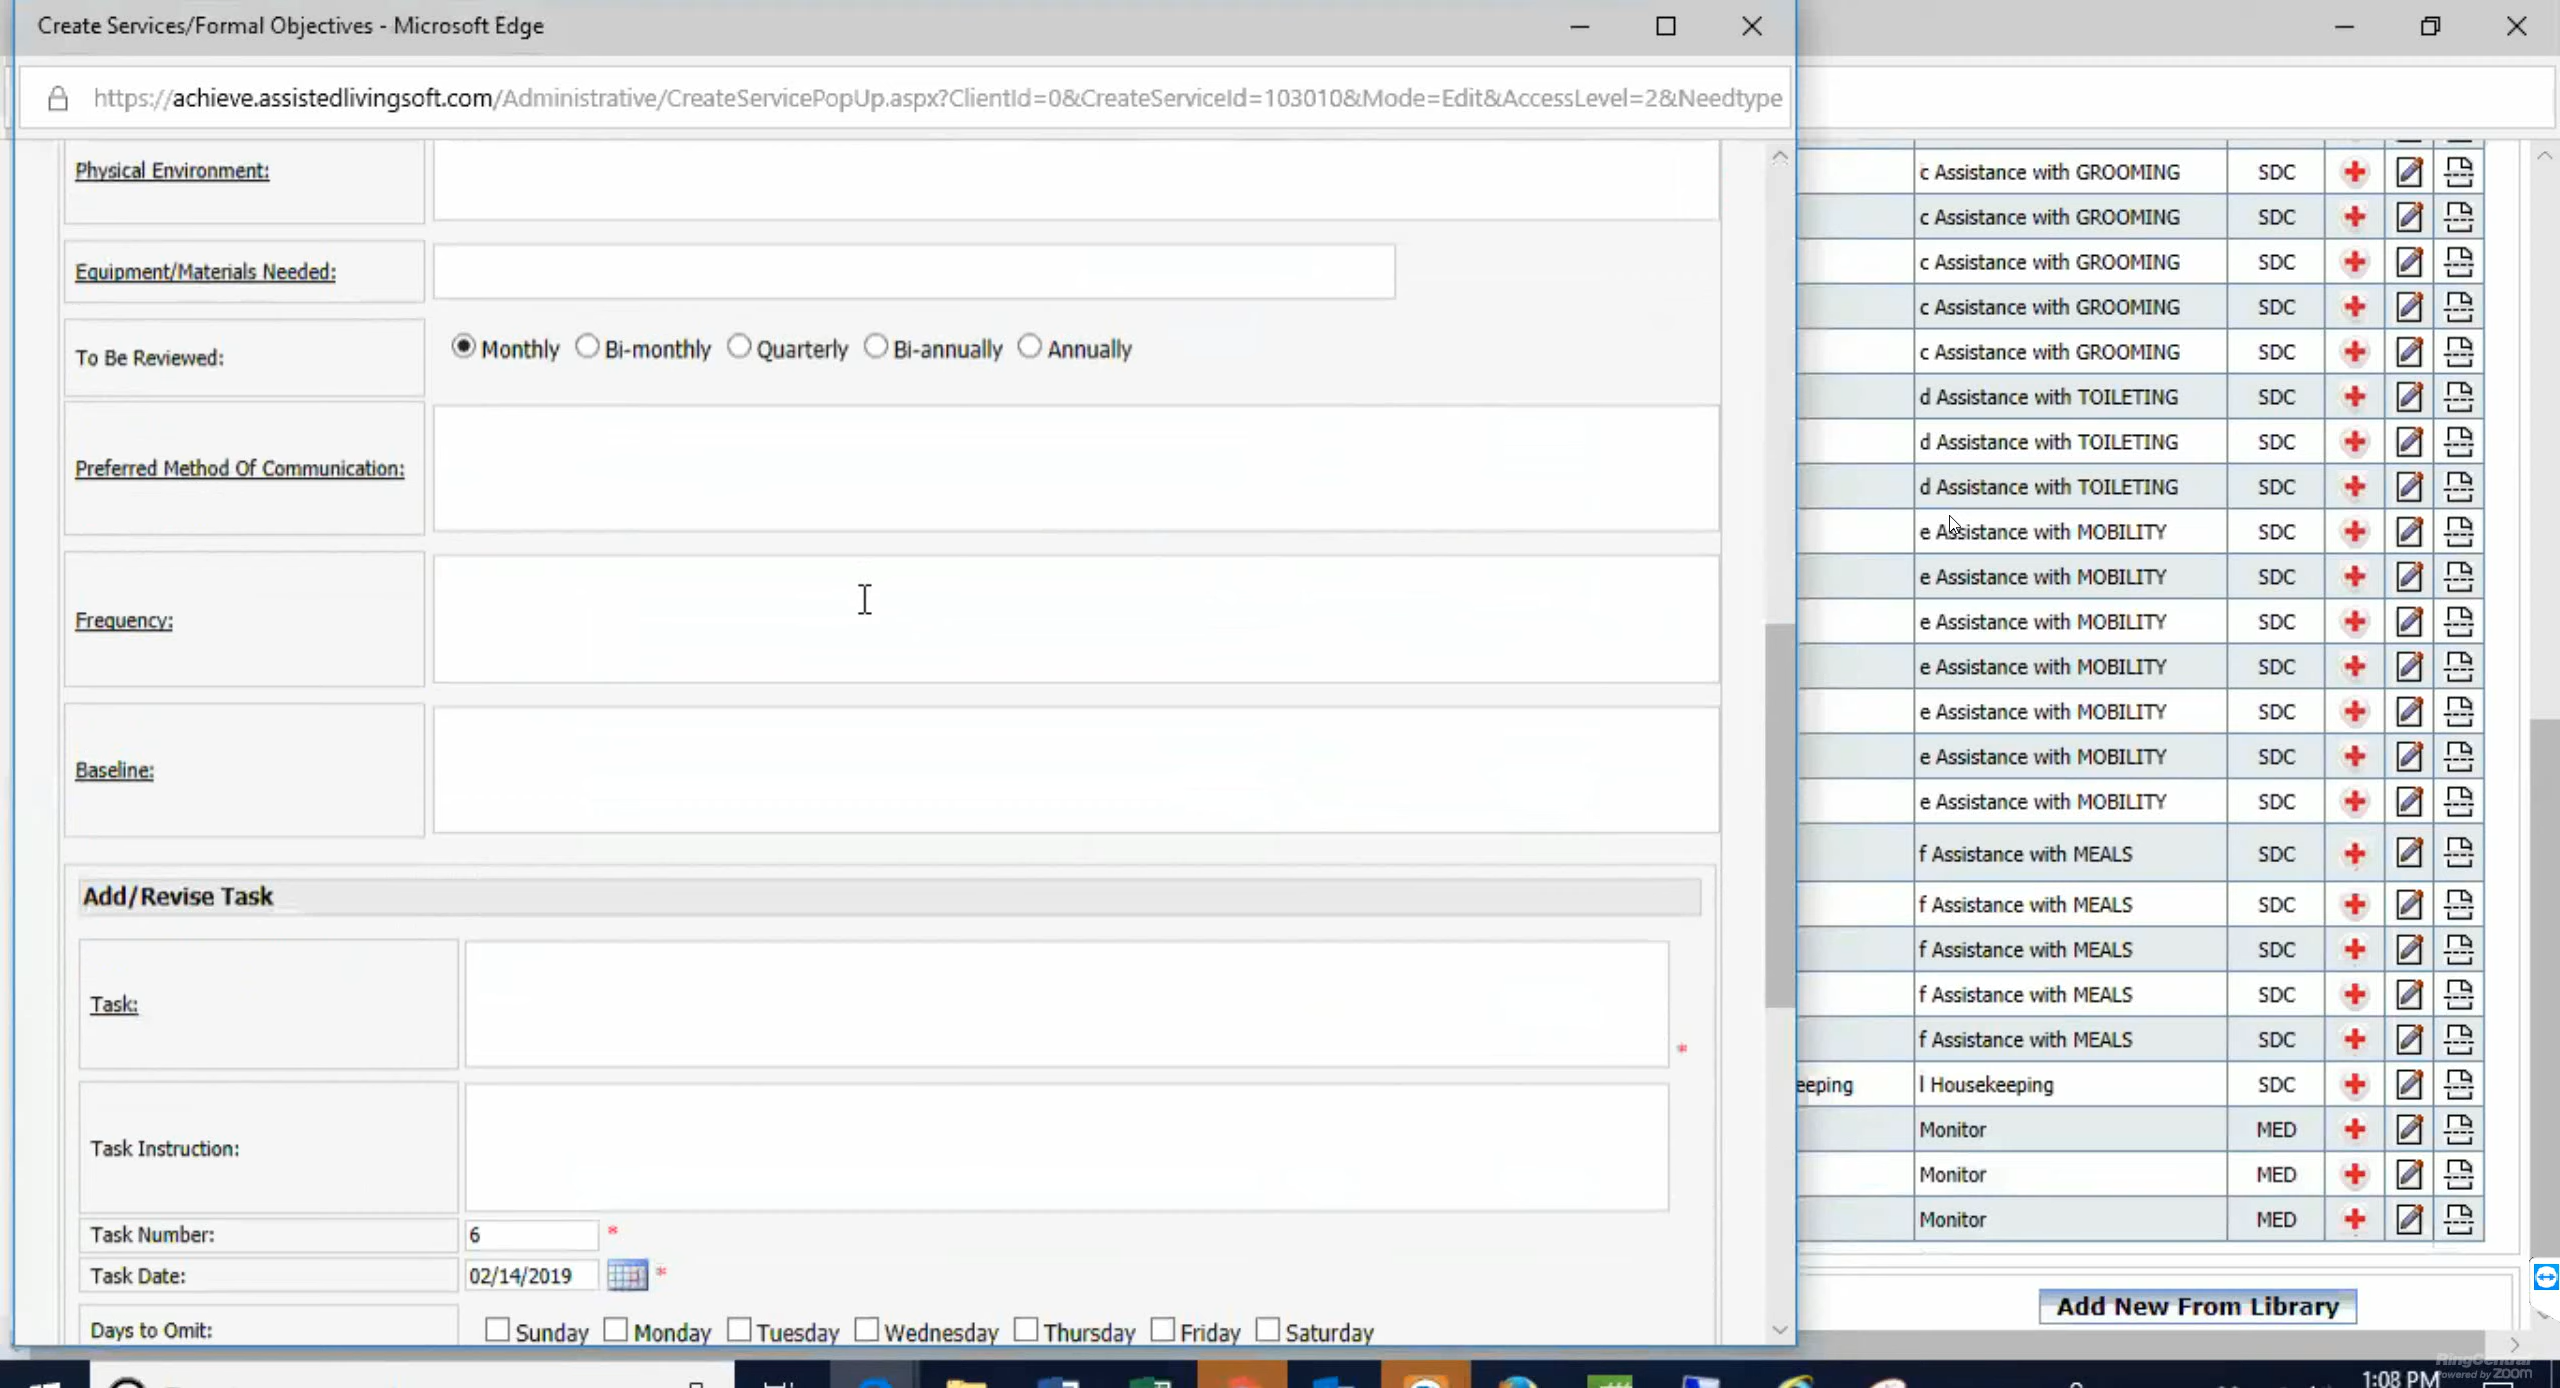 Create Services/Formal Objectives - Microsoft Edge
https://achieve.assistedlivingsoft.com/Administrative/CreateServicePopUp.aspx?ClientId=0&CreateServiceId=103010&Mode=Edit&AccessLevel=2&Needtype
Physical Environment:
Equipment/Materials Needed:
To Be Reviewed:
Monthly Bi-monthly Quarterly Bi-annually Annually
Preferred Method Of Communication:
Frequency:
Baseline:
Add/Revise Task
Task:
*
Task Instruction:
Task Number: 6 *
Task Date: 02/14/2019 *
Days to Omit: Sunday Monday Tuesday Wednesday Thursday Friday Saturday
c Assistance with GROOMING SDC
c Assistance with GROOMING SDC
c Assistance with GROOMING SDC
c Assistance with GROOMING SDC
c Assistance with GROOMING SDC
d Assistance with TOILETING SDC
d Assistance with TOILETING SDC
d Assistance with TOILETING SDC
e Assistance with MOBILITY SDC
e Assistance with MOBILITY SDC
e Assistance with MOBILITY SDC
e Assistance with MOBILITY SDC
e Assistance with MOBILITY SDC
e Assistance with MOBILITY SDC
e Assistance with MOBILITY SDC
f Assistance with MEALS SDC
f Assistance with MEALS SDC
f Assistance with MEALS SDC
f Assistance with MEALS SDC
f Assistance with MEALS SDC
eeping l Housekeeping SDC
Monitor MED
Monitor MED
Monitor MED
Add New From Library
RingCentral
Powered by ZOOM
1:08 PM